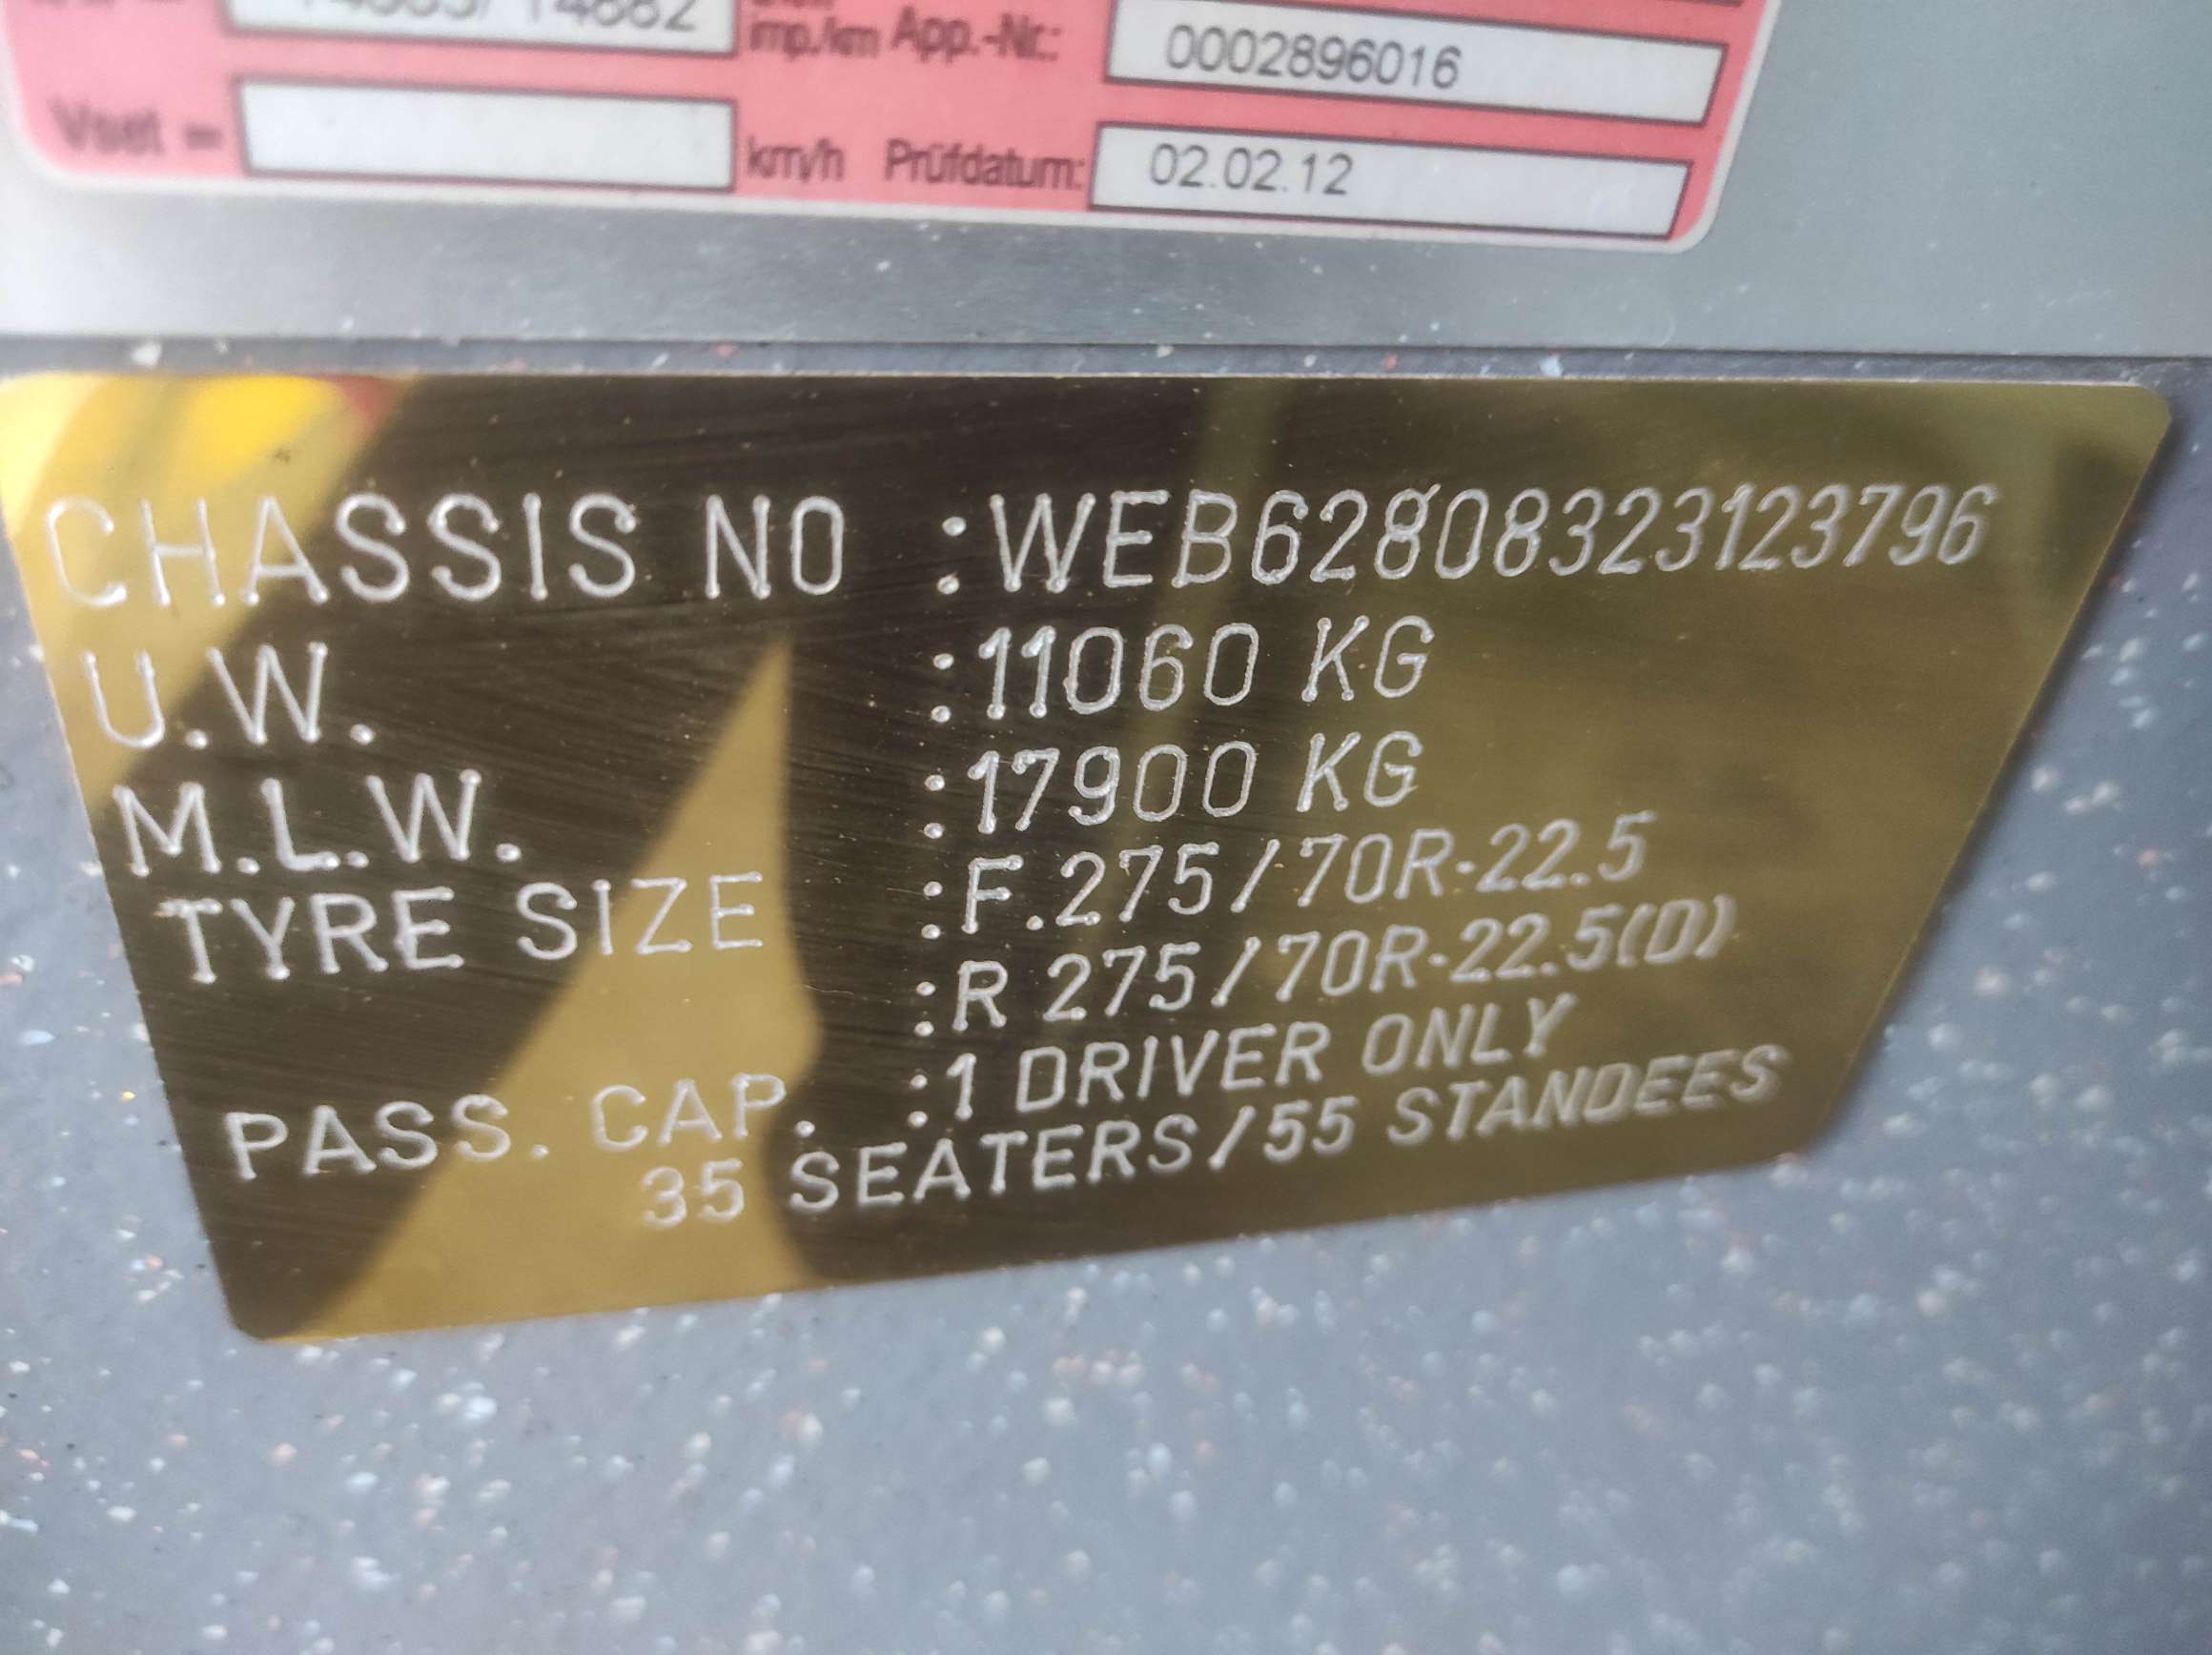 imp./km App.-Nr.: 0002896016
Vset =
km/h Prüfdatum: 02.02.12
CHASSIS NO :WEB62808323123796
U.W. :11060 KG
M.L.W. :17900 KG
TYRE SIZE :F.275/70R-22.5
:R 275/70R-22.5(D)
PASS. CAP. :1 DRIVER ONLY
35 SEATERS/55 STANDEES